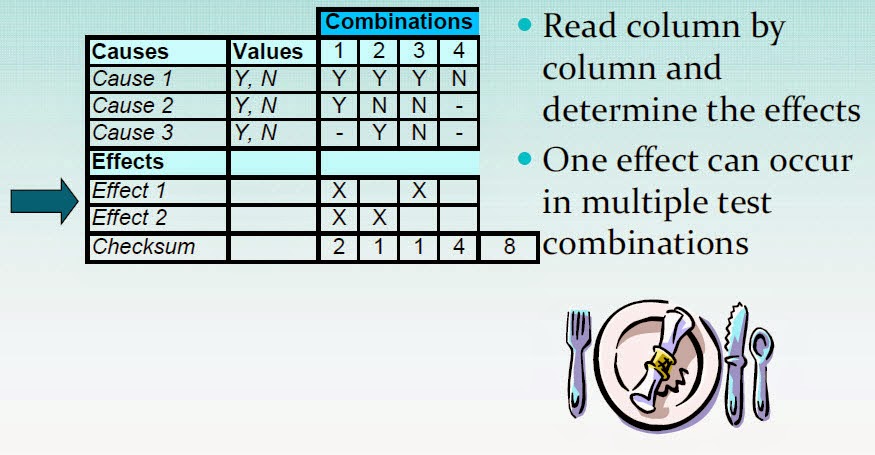 Combinations
Causes Values 1 2 3 4
Cause 1 Y, N Y Y Y N
Cause 2 Y, N Y N N -
Cause 3 Y, N - Y N -
Effects
Effect 1 X X
Effect 2 X X
Checksum 2 1 1 4 8
• Read column by
column and
determine the effects
• One effect can occur
in multiple test
combinations